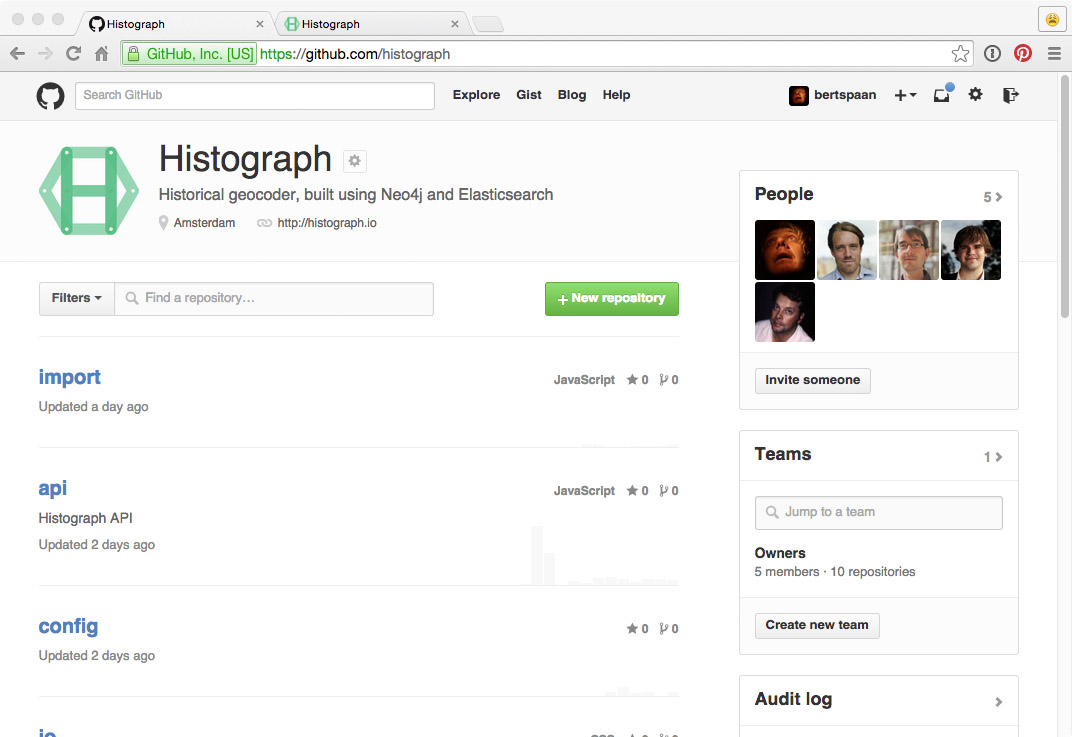 Histograph
Histograph
GitHub, Inc. [US] https://github.com/histograph
Search GitHub
Explore Gist Blog Help
bertspaan
Histograph
Historical geocoder, built using Neo4j and Elasticsearch
Amsterdam http://histograph.io
Filters Find a repository…
New repository
import
JavaScript 0 0
Updated a day ago
api
JavaScript 0 0
Histograph API
Updated 2 days ago
config
0 0
Updated 2 days ago
io
CSS 0 0
People 5
Invite someone
Teams 1
Jump to a team
Owners
5 members · 10 repositories
Create new team
Audit log